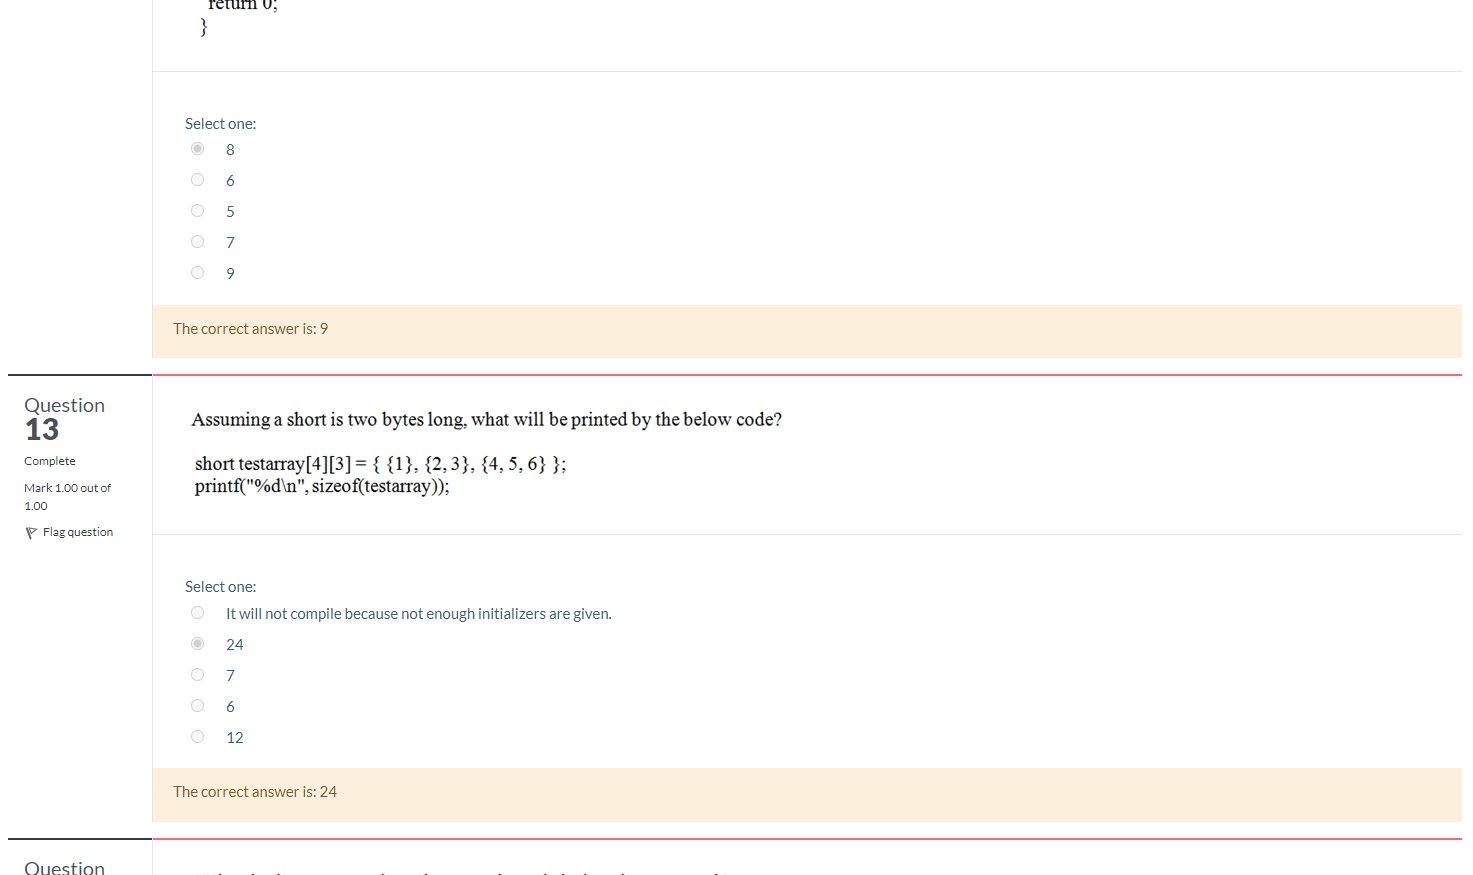 return 0;
}
Select one:
8
6
5
7
9
The correct answer is: 9
Question
13
Complete
Mark 1.00 out of
1.00
Flag question
Assuming a short is two bytes long, what will be printed by the below code?
short testarray[4][3] = { {1}, {2, 3}, {4, 5, 6} };
printf("%d\n", sizeof(testarray));
Select one:
It will not compile because not enough initializers are given.
24
7
6
12
The correct answer is: 24
Question